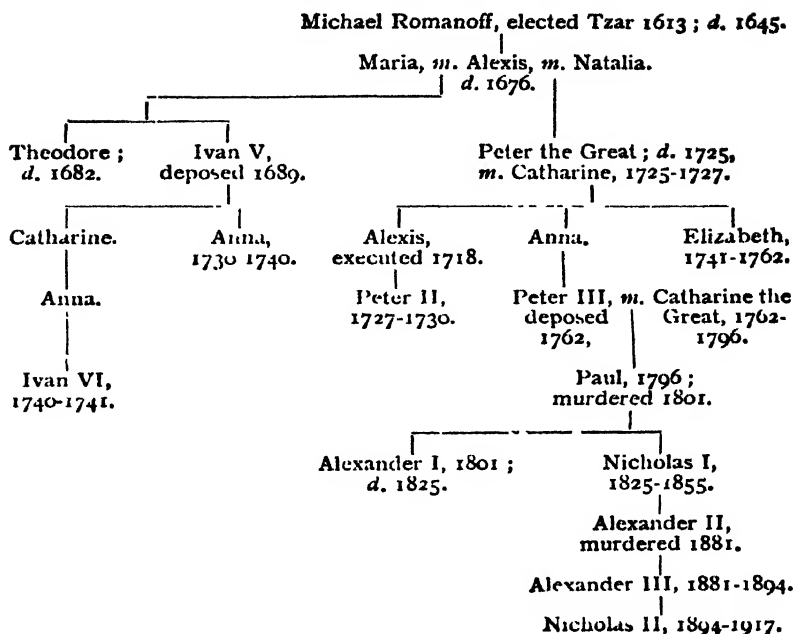 Michael Romanoff, elected Tzar 1613 ; d. 1645.
Maria, m. Alexis, m. Natalia.
d. 1676.
Theodore ; Ivan V, Peter the Great ; d. 1725,
d. 1682. deposed 1689. m. Catharine, 1725-1727.
Catharine. Anna, Alexis, Anna. Elizabeth,
1730 1740. executed 1718. 1741-1762.
Anna. Peter II, Peter III, m. Catharine the
1727-1730. deposed Great, 1762-
1762, 1796.
Ivan VI, Paul, 1796 ;
1740-1741. murdered 1801.
Alexander I, 1801 ; Nicholas I,
d. 1825. 1825-1855.
Alexander II,
murdered 1881.
Alexander III, 1881-1894.
Nicholas II, 1894-1917.